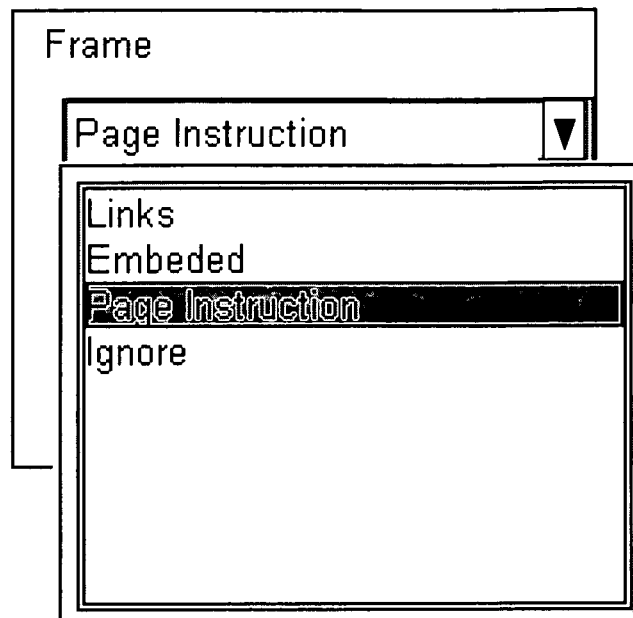 Frame
Page Instruction
Links
Embeded
Page Instruction
Ignore